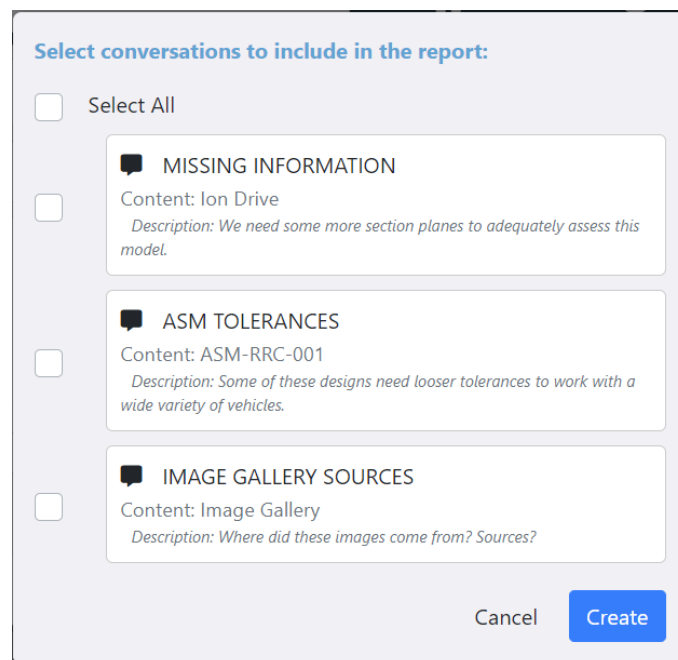 Select conversations to include in the report:
Select All
MISSING INFORMATION
Content: Ion Drive
Description: We need some more section planes to adequately assess this
model.
ASM TOLERANCES
Content: ASM-RRC-001
Description: Some of these designs need looser tolerances to work with a
wide variety of vehicles.
IMAGE GALLERY SOURCES
Content: Image Gallery
Description: Where did these images come from? Sources?
Cancel Create